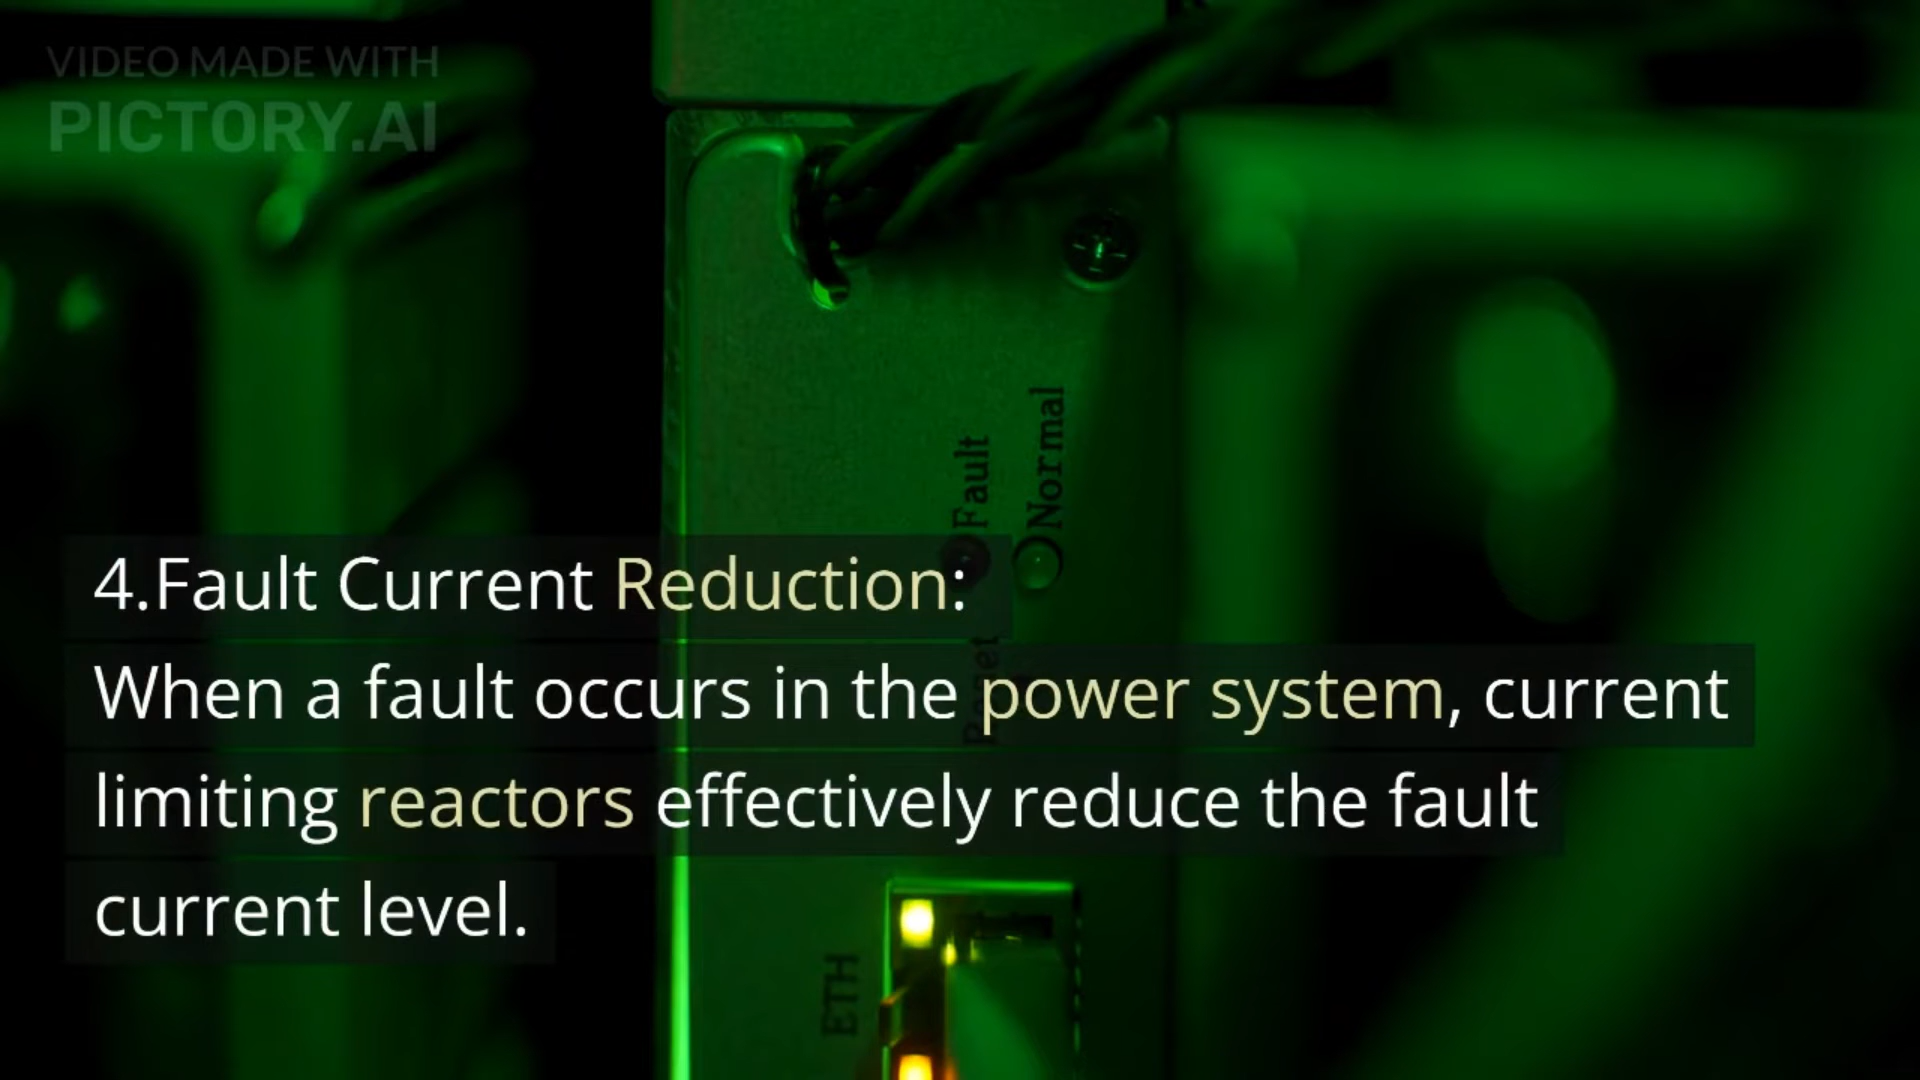 VIDEO MADE WITH
PICTORY.AI
Fault
Normal
4.Fault Current Reduction:
When a fault occurs in the power system, current
limiting reactors effectively reduce the fault
current level.
Reset
ETH